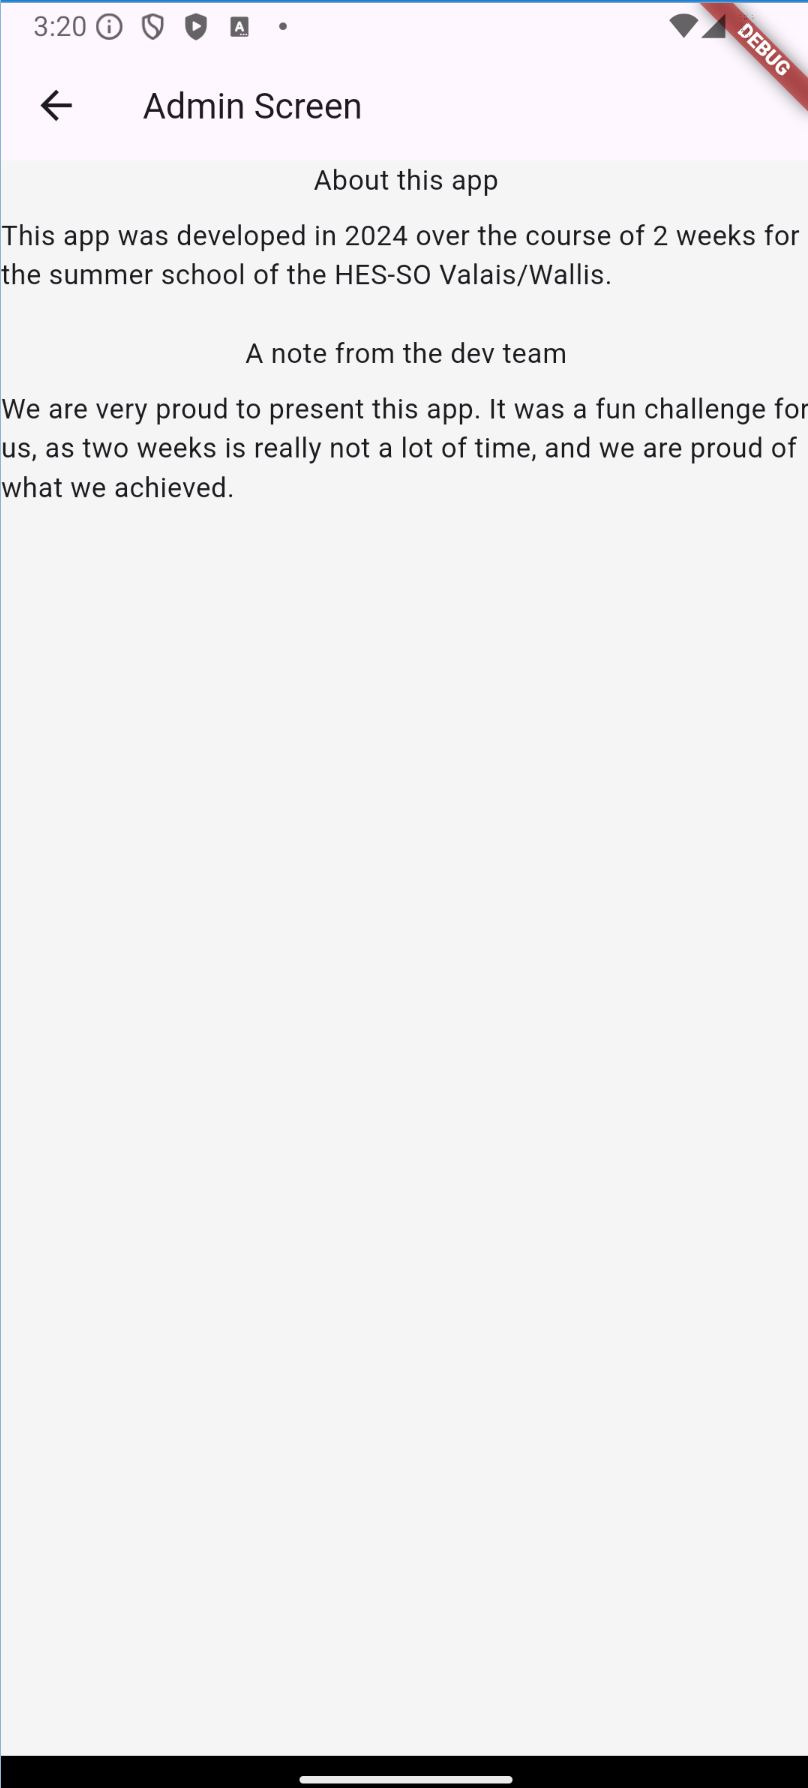 3:20
DEBUG
Admin Screen
About this app
This app was developed in 2024 over the course of 2 weeks for
the summer school of the HES-SO Valais/Wallis.
A note from the dev team
We are very proud to present this app. It was a fun challenge for
us, as two weeks is really not a lot of time, and we are proud of
what we achieved.